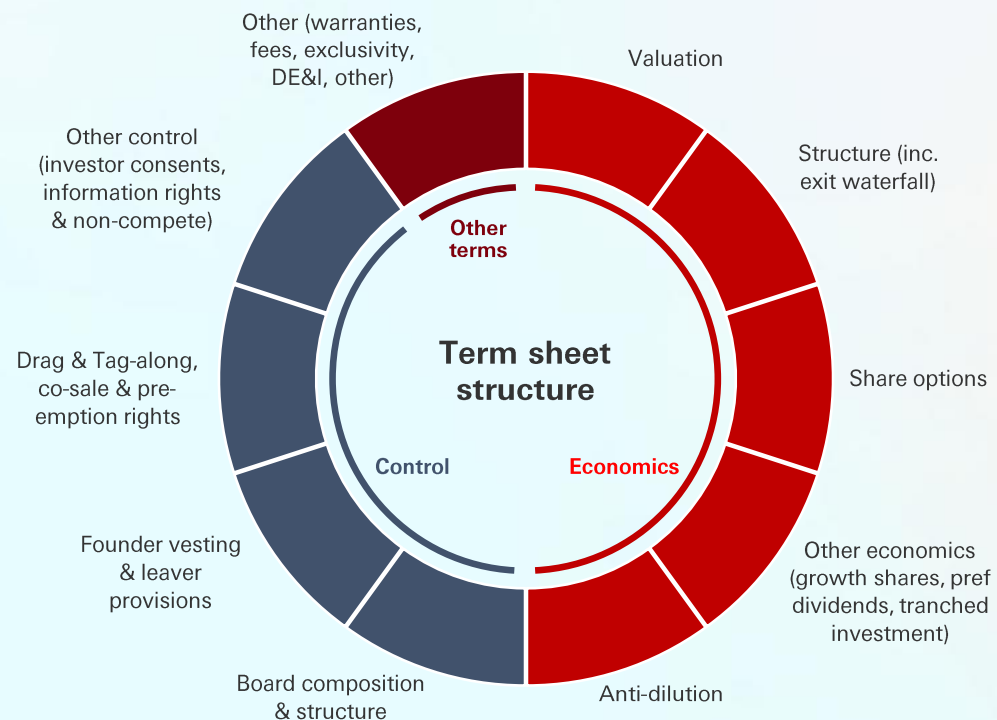 Other (warranties,
fees, exclusivity,
DE&I, other)
Valuation
Structure (inc.
exit waterfall)
Share options
Other economics
(growth shares, pref
dividends, tranched
investment)
Anti-dilution
Board composition
& structure
Founder vesting
& leaver
provisions
Drag & Tag-along,
co-sale & pre-
emption rights
Other control
(investor consents,
information rights
& non-compete)
Other
terms
Term sheet
structure
Control
Economics